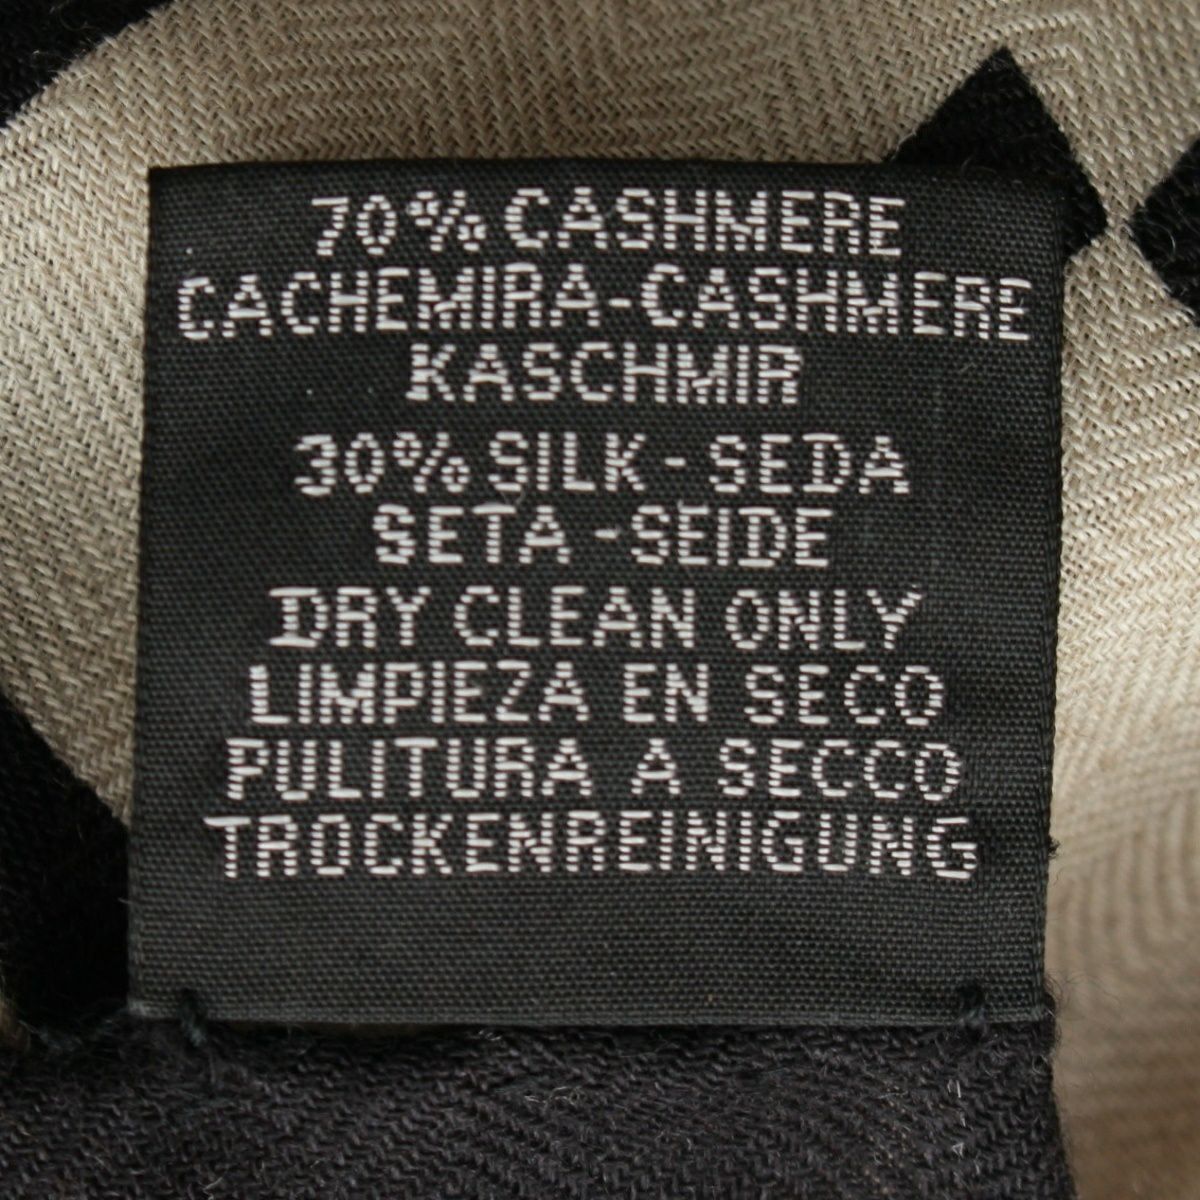 70% CASHMERE
CACHEMIRA-CASHMERE
KASCHMIR
30% SILK - SEDA
SETA - SEIDE
DRY CLEAN ONLY
LIMPIEZA EN SECO
PULITURA A SECCO
TROCKENREINIGUNG